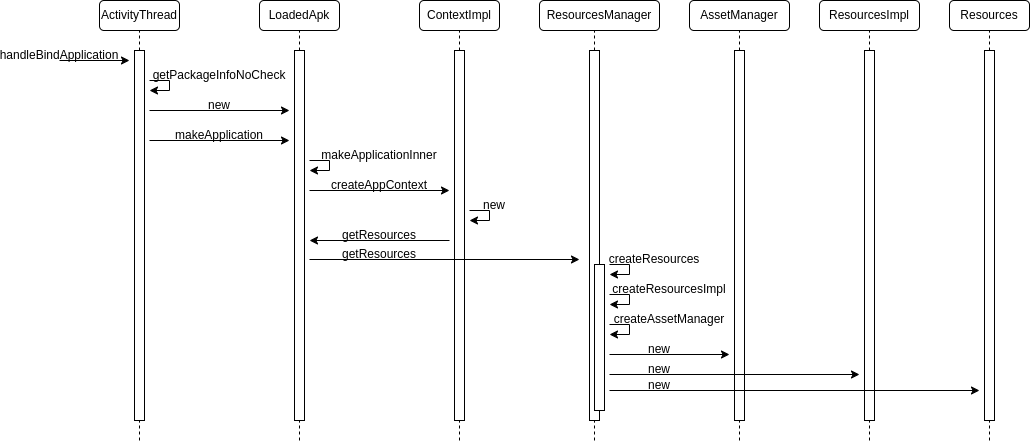 ActivityThread
LoadedApk
ContextImpl
ResourcesManager
AssetManager
ResourcesImpl
Resources
handleBindApplication
getPackageInfoNoCheck
new
makeApplication
makeApplicationInner
createAppContext
new
getResources
getResources
createResources
createResourcesImpl
createAssetManager
new
new
new